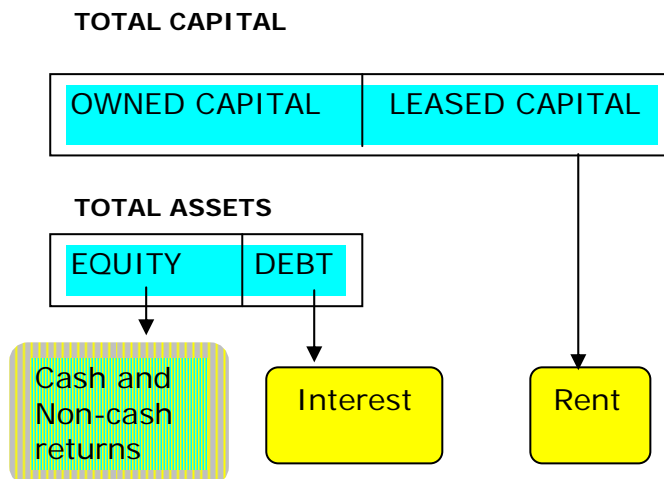 TOTAL CAPITAL
OWNED CAPITAL LEASED CAPITAL
TOTAL ASSETS
EQUITY DEBT
Cash and
Non-cash
returns
Interest
Rent